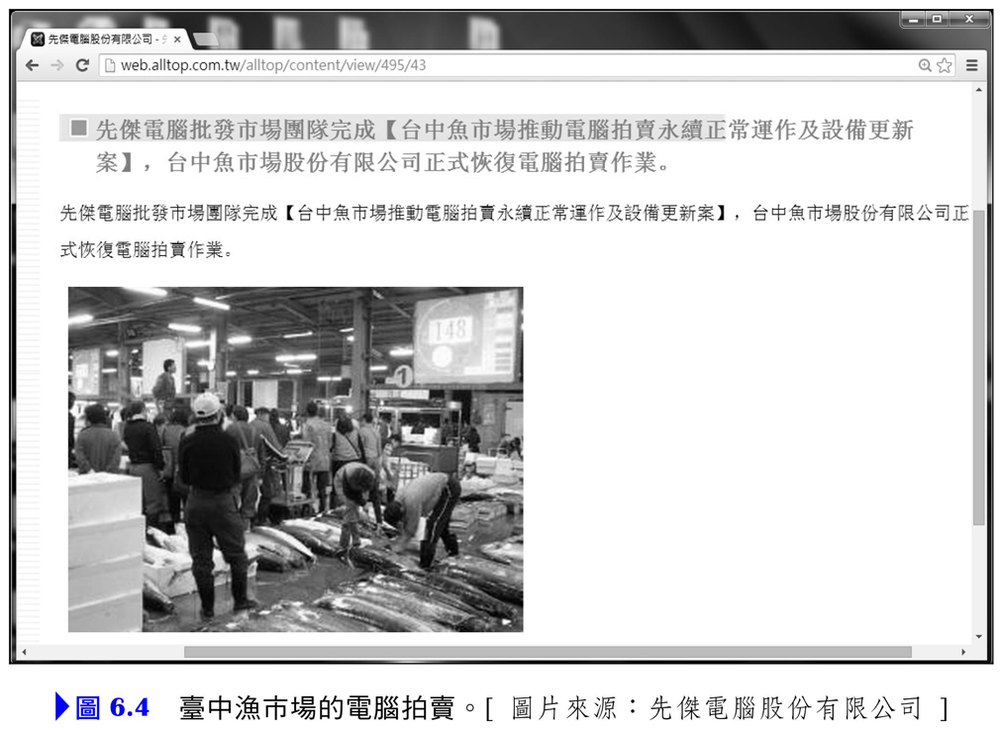 先傑電腦股份有限公司 -
web.alltop.com.tw/alltop/content/view/495/43
先傑電腦批發市場團隊完成【台中魚市場推動電腦拍賣永續正常運作及設備更新
案】，台中魚市場股份有限公司正式恢復電腦拍賣作業。
先傑電腦批發市場團隊完成【台中魚市場推動電腦拍賣永續正常運作及設備更新案】，台中魚市場股份有限公司正
式恢復電腦拍賣作業。
148
1
圖 6.4 臺中漁市場的電腦拍賣。[ 圖片來源：先傑電腦股份有限公司 ]